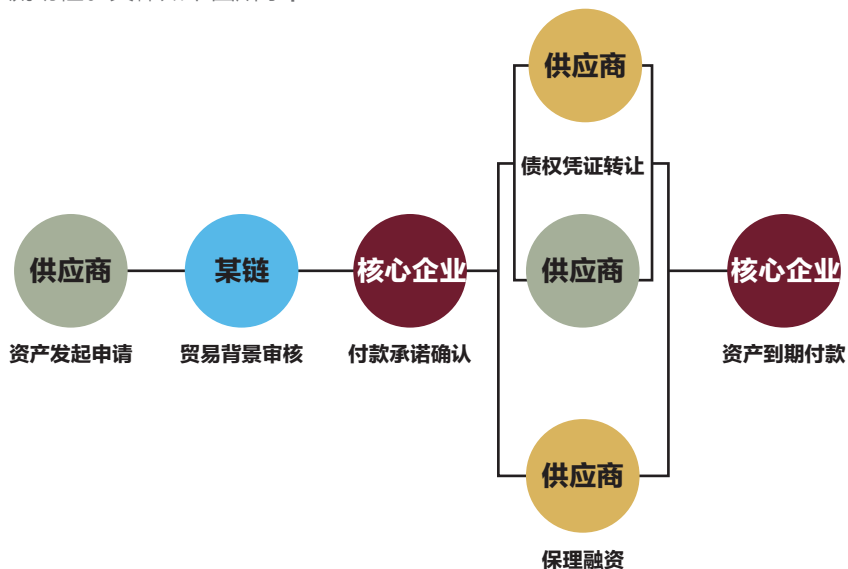 供应商
债权凭证转让
供应商
某链
核心企业
供应商
核心企业
资产发起申请
贸易背景审核
付款承诺确认
资产到期付款
供应商
保理融资